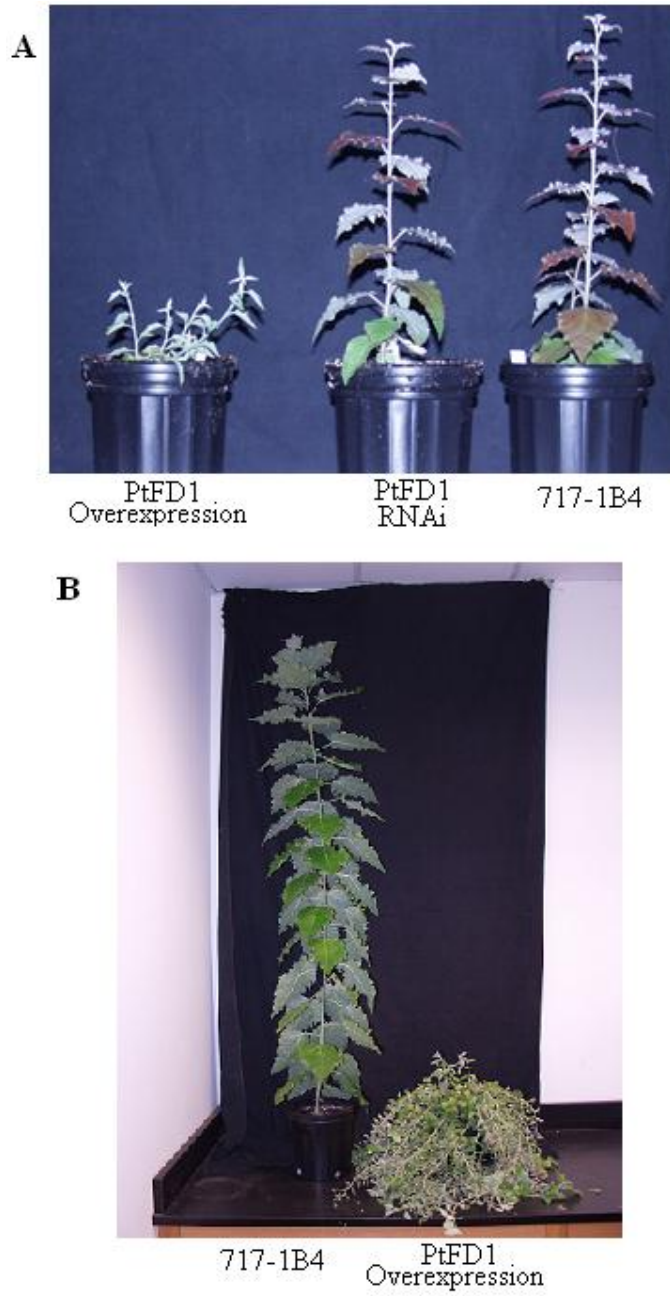 A
PtFD1
Overexpression
PtFD1
RNAi
717-1B4
B
717-1B4
PtFD1
Overexpression